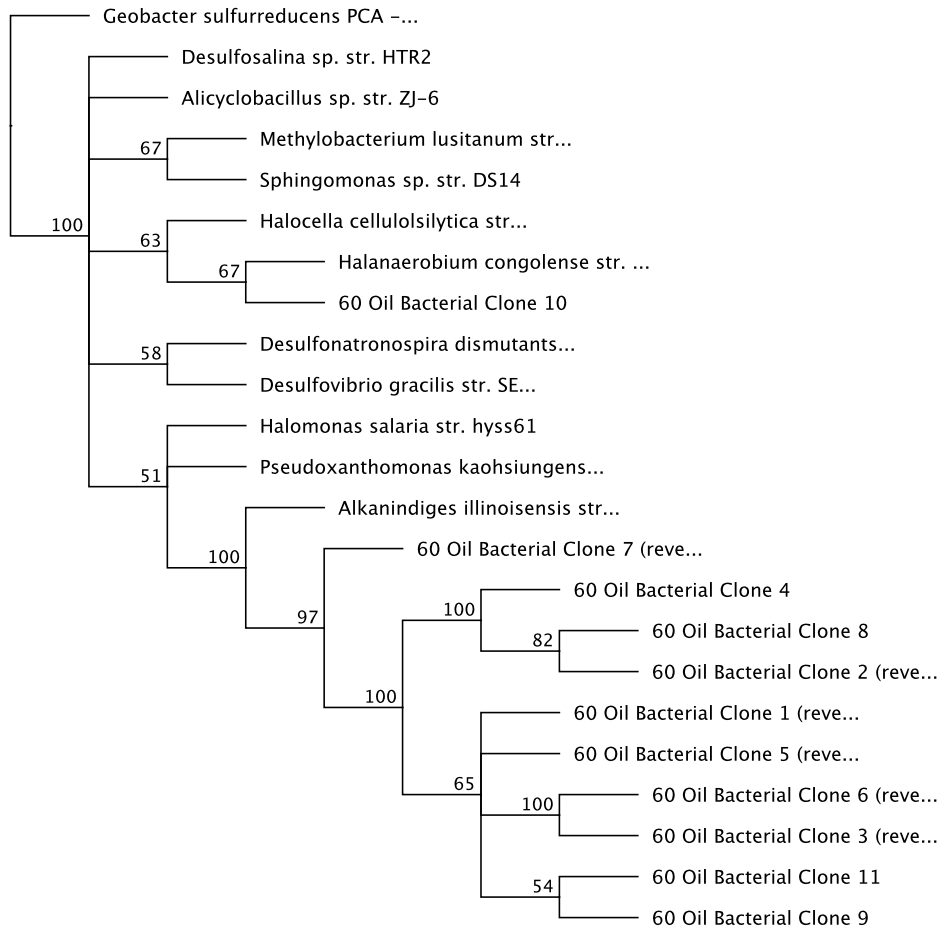 Geobacter sulfurreducens PCA -...
Desulfosalina sp. str. HTR2
Alicyclobacillus sp. str. ZJ-6
67
Methylobacterium lusitanum str...
Sphingomonas sp. str. DS14
100
63
Halocella cellulolsilytica str...
67
Halanaerobium congolense str. ...
60 Oil Bacterial Clone 10
58
Desulfonatronospira dismutants...
Desulfovibrio gracilis str. SE...
51
Halomonas salaria str. hyss61
Pseudoxanthomonas kaohsiungens...
100
Alkanindiges illinoisensis str...
97
60 Oil Bacterial Clone 7 (reve...
100
100
60 Oil Bacterial Clone 4
82
60 Oil Bacterial Clone 8
60 Oil Bacterial Clone 2 (reve...
65
60 Oil Bacterial Clone 1 (reve...
60 Oil Bacterial Clone 5 (reve...
100
60 Oil Bacterial Clone 6 (reve...
60 Oil Bacterial Clone 3 (reve...
54
60 Oil Bacterial Clone 11
60 Oil Bacterial Clone 9